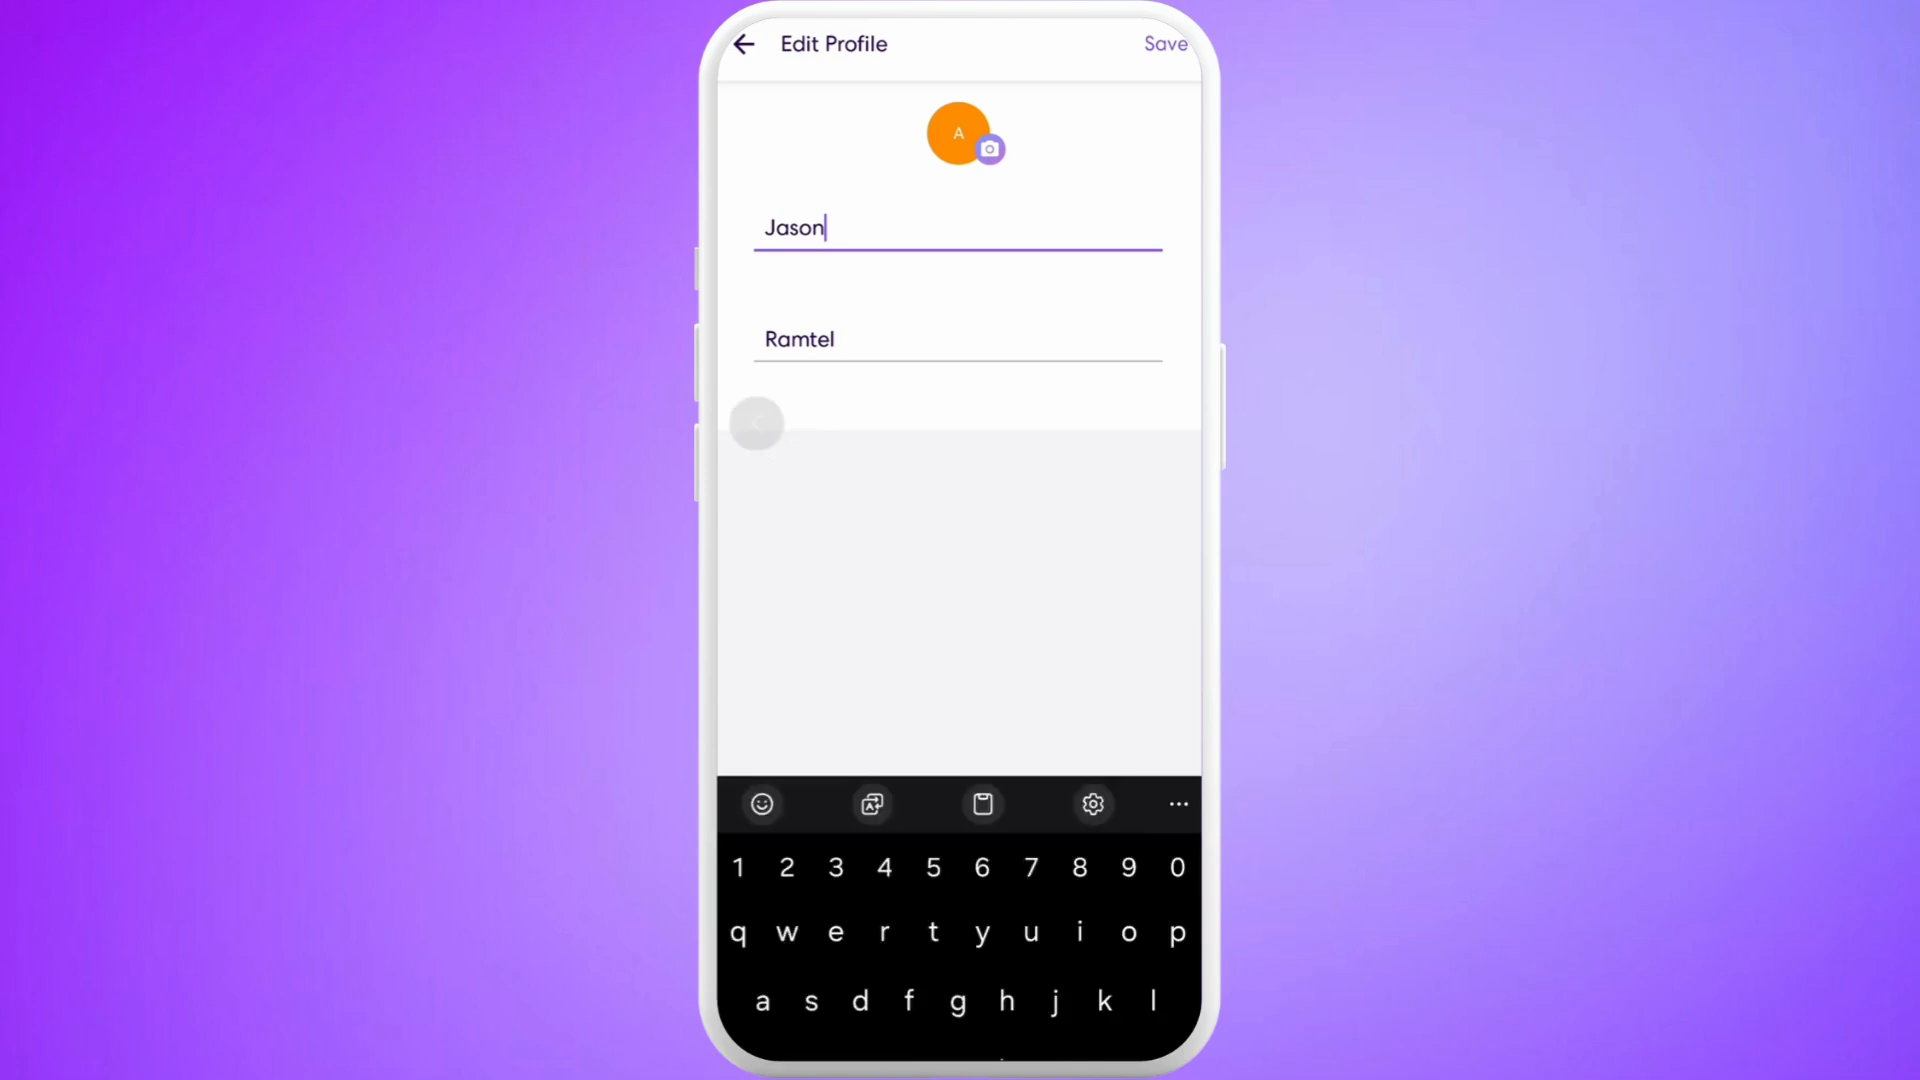 Edit Profile Save
A
Jason
Ramtel
1 2 3 4 5 6 7 8 9 0
q w e r t y u i o p
a s d f g h j k l